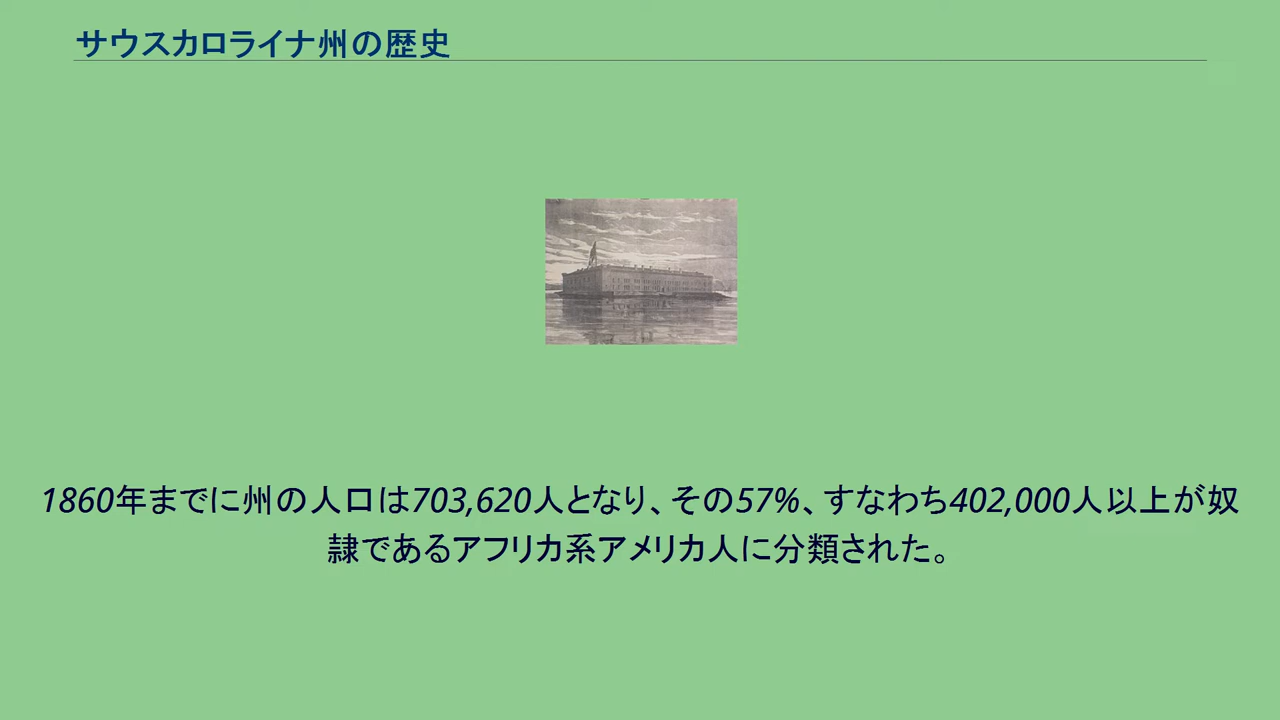 サウスカロライナ州の歴史
1860年までに州の人口は703,620人となり、その57%、すなわち402,000人以上が奴
隷であるアフリカ系アメリカ人に分類された。